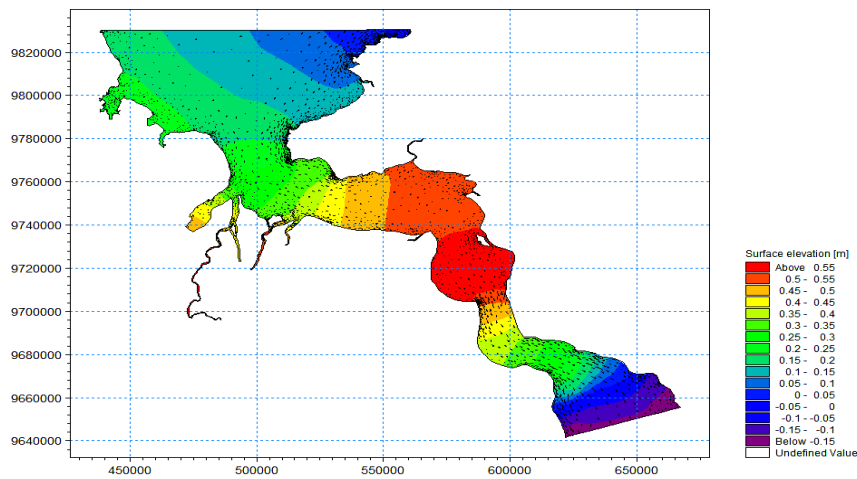 9820000
9800000
9780000
9760000
9740000
9720000
9700000
9680000
9660000
9640000
450000 500000 550000 600000 650000
Surface elevation [m]
Above 0.55
0.5 - 0.55
0.45 - 0.5
0.4 - 0.45
0.35 - 0.4
0.3 - 0.35
0.25 - 0.3
0.2 - 0.25
0.15 - 0.2
0.1 - 0.15
0.05 - 0.1
0 - 0.05
-0.05 - 0
-0.1 - -0.05
-0.15 - -0.1
Below -0.15
Undefined Value